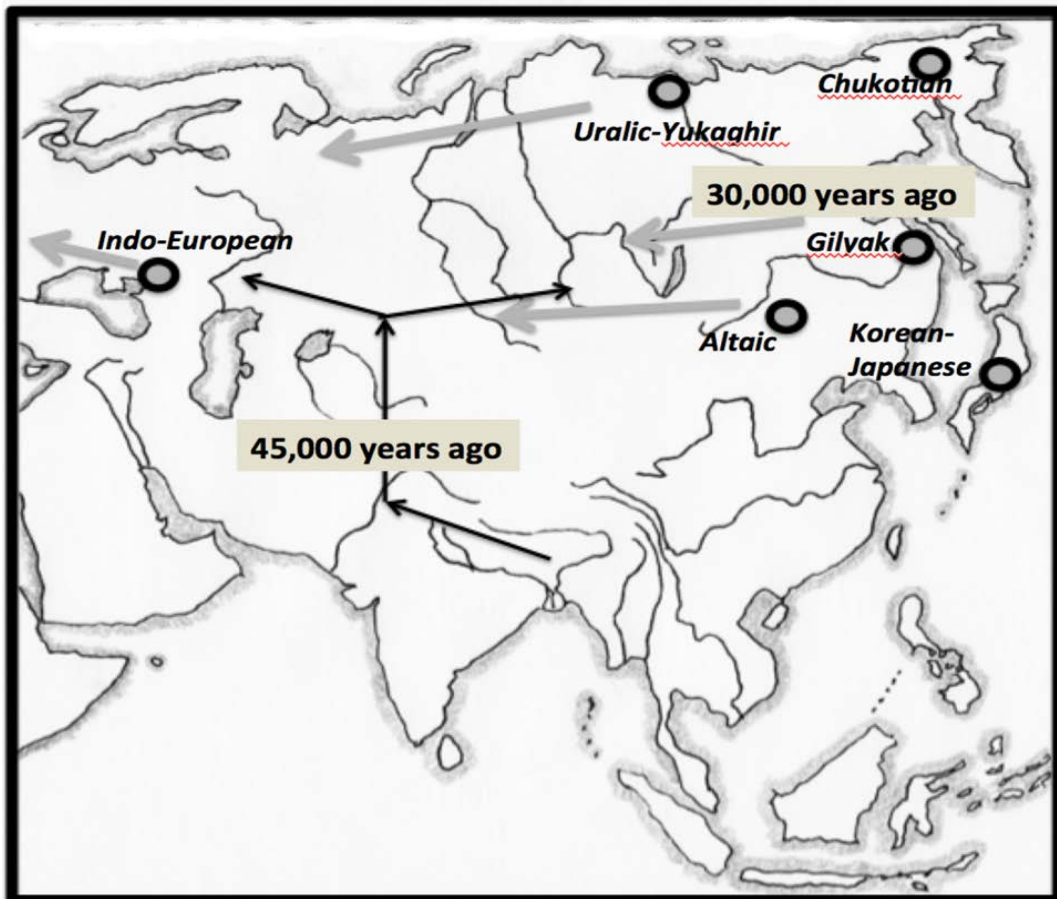 Chukotian
Uralic-Yukaghir
30,000 years ago
Indo-European
Gilyak
Altaic
Korean-
Japanese
45,000 years ago